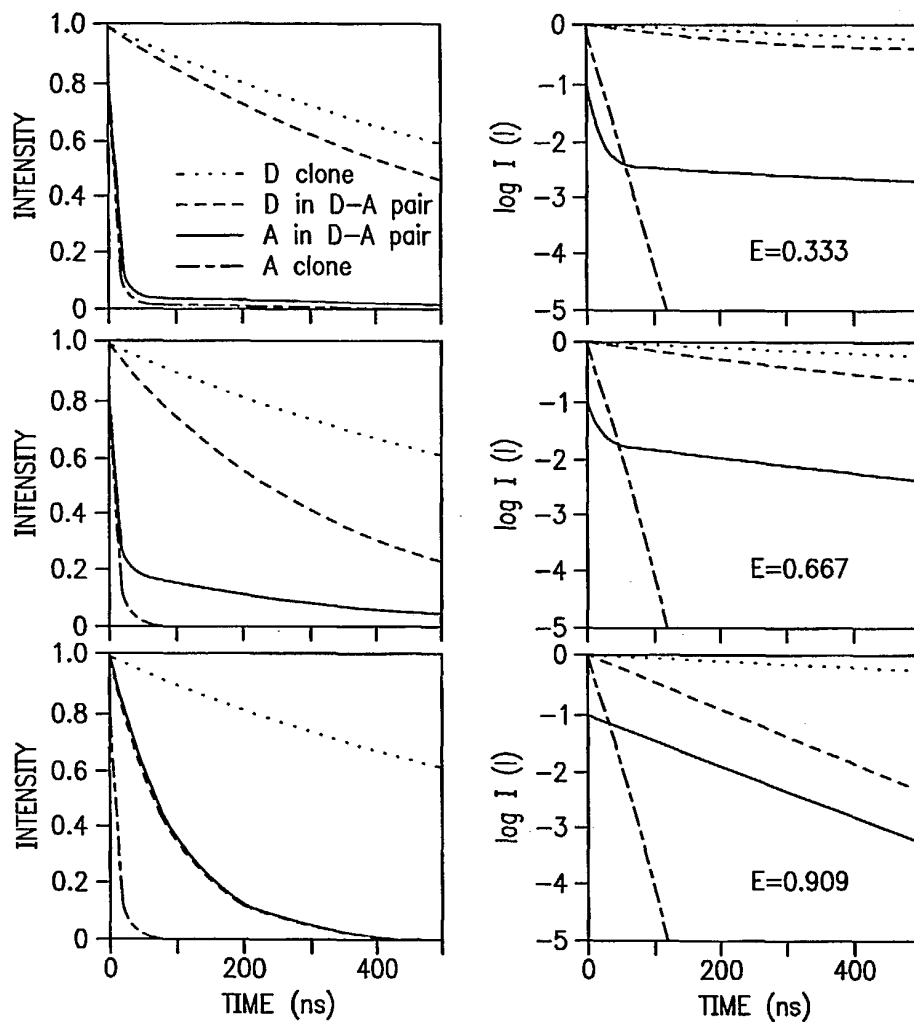 1.0
0.8
0.6
0.4
0.2
0
INTENSITY
D clone
D in D-A pair
A in D-A pair
A clone
0
-1
-2
-3
-4
-5
log I (I)
E=0.333
1.0
0.8
0.6
0.4
0.2
0
INTENSITY
0
-1
-2
-3
-4
-5
log I (I)
E=0.667
1.0
0.8
0.6
0.4
0.2
0
INTENSITY
0
200
400
TIME (ns)
0
-1
-2
-3
-4
-5
log I (I)
E=0.909
0
200
400
TIME (ns)